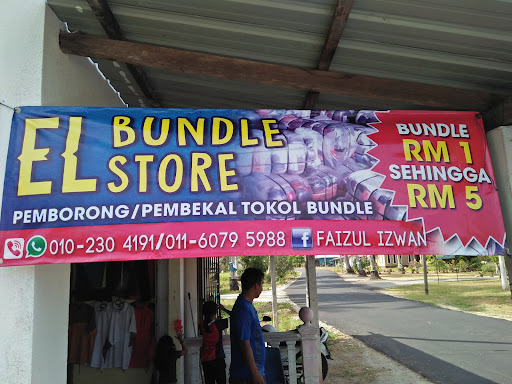 EL BUNDLE STORE
PEMBORONG/PEMBEKAL TOKOL BUNDLE
010-230 4191/011-6079 5988 f FAIZUL IZWAN
BUNDLE
RM 1
SEHINGGA
RM 5